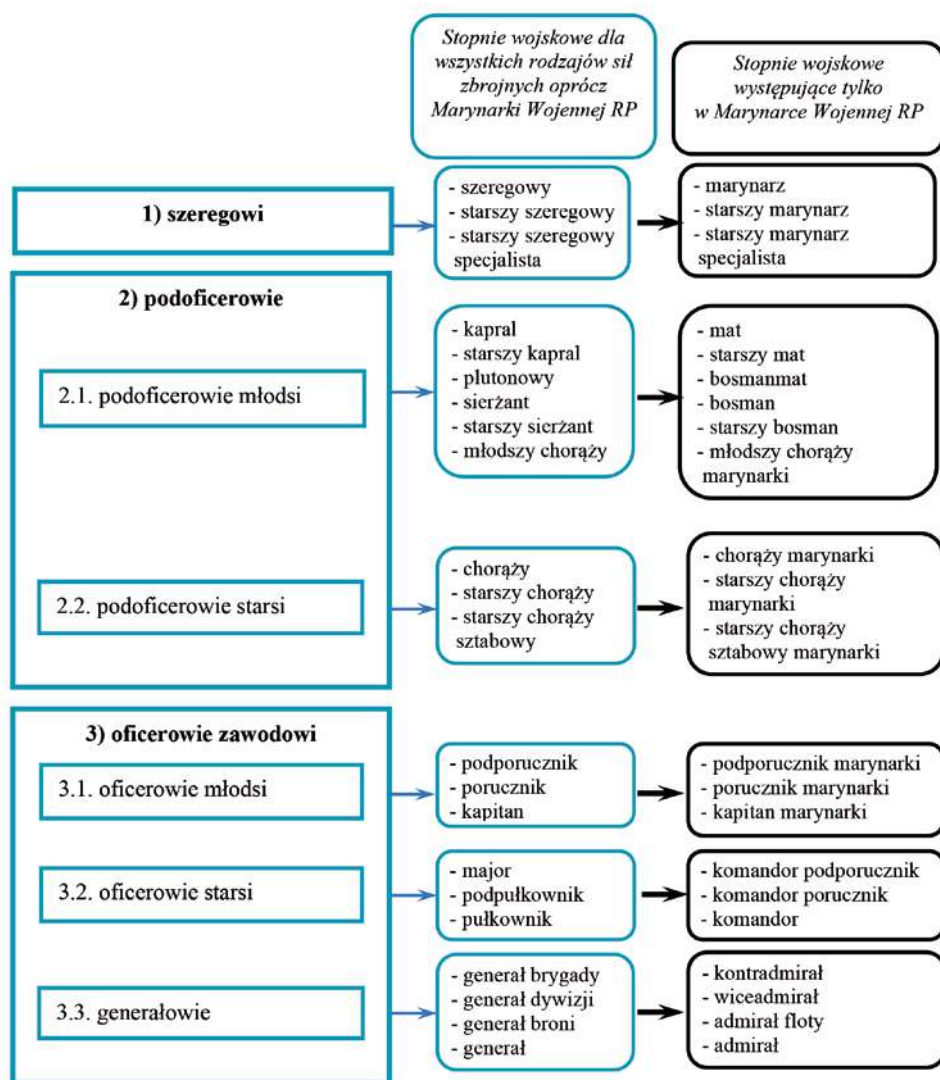 Stopnie wojskowe dla
wszystkich rodzajów sił
zbrojnych oprócz
Marynarki Wojennej RP
Stopnie wojskowe
występujące tylko
w Marynarce Wojennej RP
1) szeregowi
- szeregowy
- starszy szeregowy
- starszy szeregowy
specjalista
- marynarz
- starszy marynarz
- starszy marynarz
specjalista
2) podoficerowie
2.1. podoficerowie młodsi
- kapral
- starszy kapral
- plutonowy
- sierżant
- starszy sierżant
- młodszy chorąży
- mat
- starszy mat
- bosmanmat
- bosman
- starszy bosman
- młodszy chorąży
marynarki
2.2. podoficerowie starsi
- chorąży
- starszy chorąży
- starszy chorąży
sztabowy
- chorąży marynarki
- starszy chorąży
marynarki
- starszy chorąży
sztabowy marynarki
3) oficerowie zawodowi
3.1. oficerowie młodsi
- podporucznik
- porucznik
- kapitan
- podporucznik marynarki
- porucznik marynarki
- kapitan marynarki
3.2. oficerowie starsi
- major
- podpułkownik
- pułkownik
- komandor podporucznik
- komandor porucznik
- komandor
3.3. generałowie
- generał brygady
- generał dywizji
- generał broni
- generał
- kontradmirał
- wiceadmirał
- admirał floty
- admirał